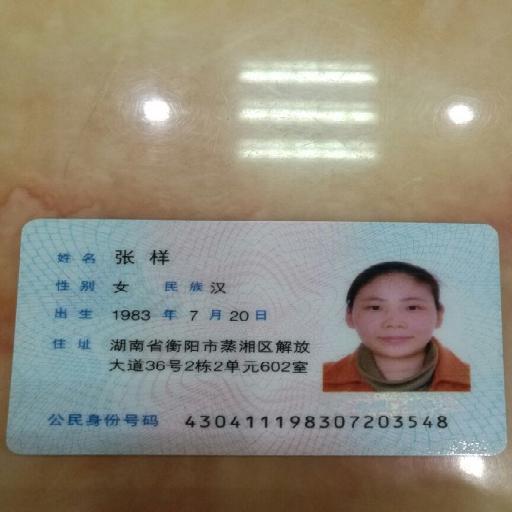 姓名 张样
性别 女 民族 汉
出生 1983 年 7 月 20 日
住址 湖南省衡阳市蒸湘区解放
大道36号2栋2单元602室
公民身份号码 430411198307203548